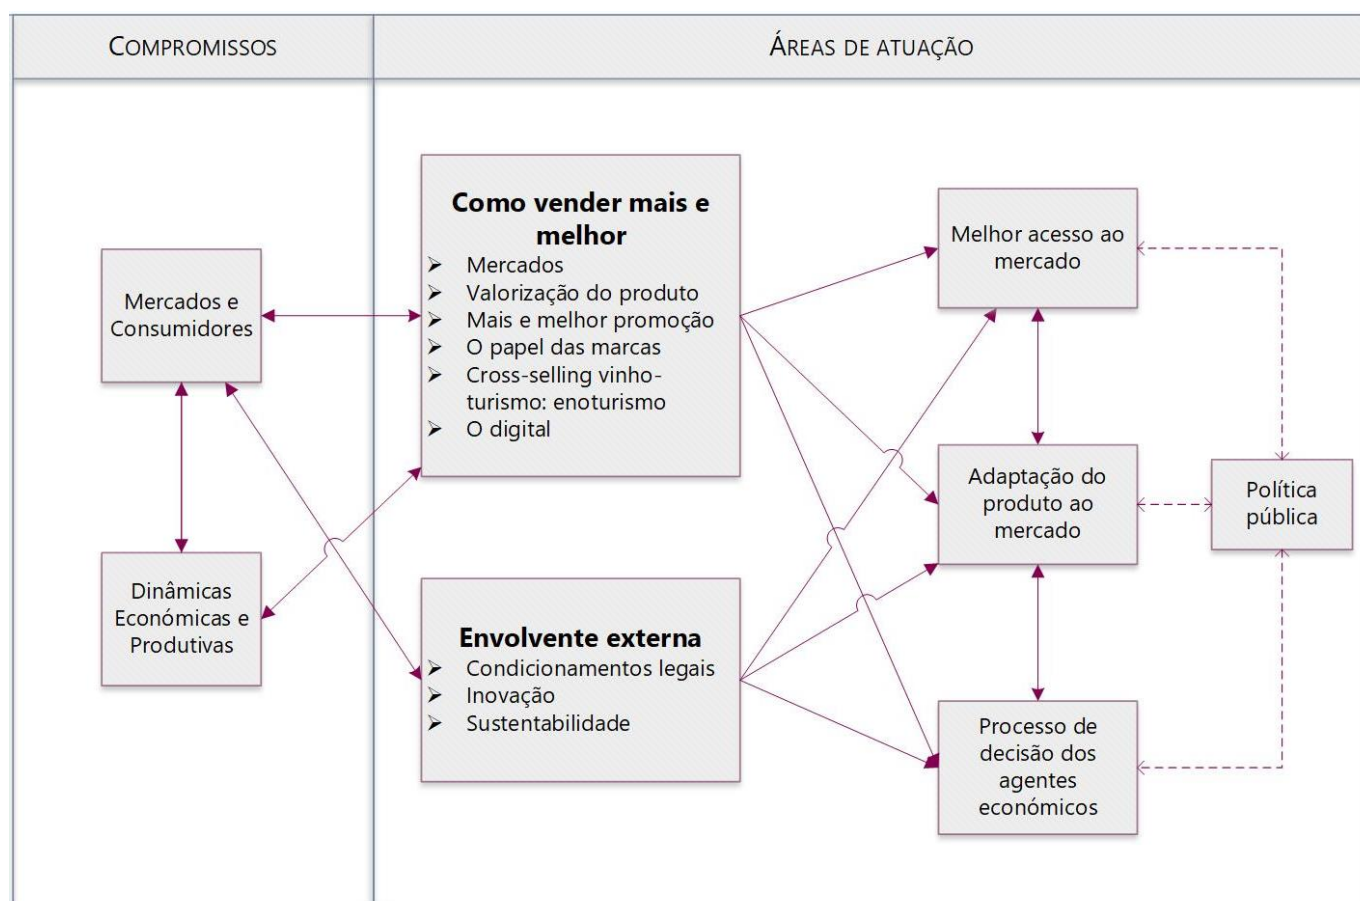 COMPROMISSOS
ÁREAS DE ATUAÇÃO
Mercados e
Consumidores
Dinâmicas
Económicas e
Produtivas
Como vender mais e
melhor
➢ Mercados
➢ Valorização do produto
➢ Mais e melhor promoção
➢ O papel das marcas
➢ Cross-selling vinho-
turismo: enoturismo
➢ O digital
Envolvente externa
➢ Condicionamentos legais
➢ Inovação
➢ Sustentabilidade
Melhor acesso ao
mercado
Adaptação do
produto ao
mercado
Processo de
decisão dos
agentes
económicos
Política
pública